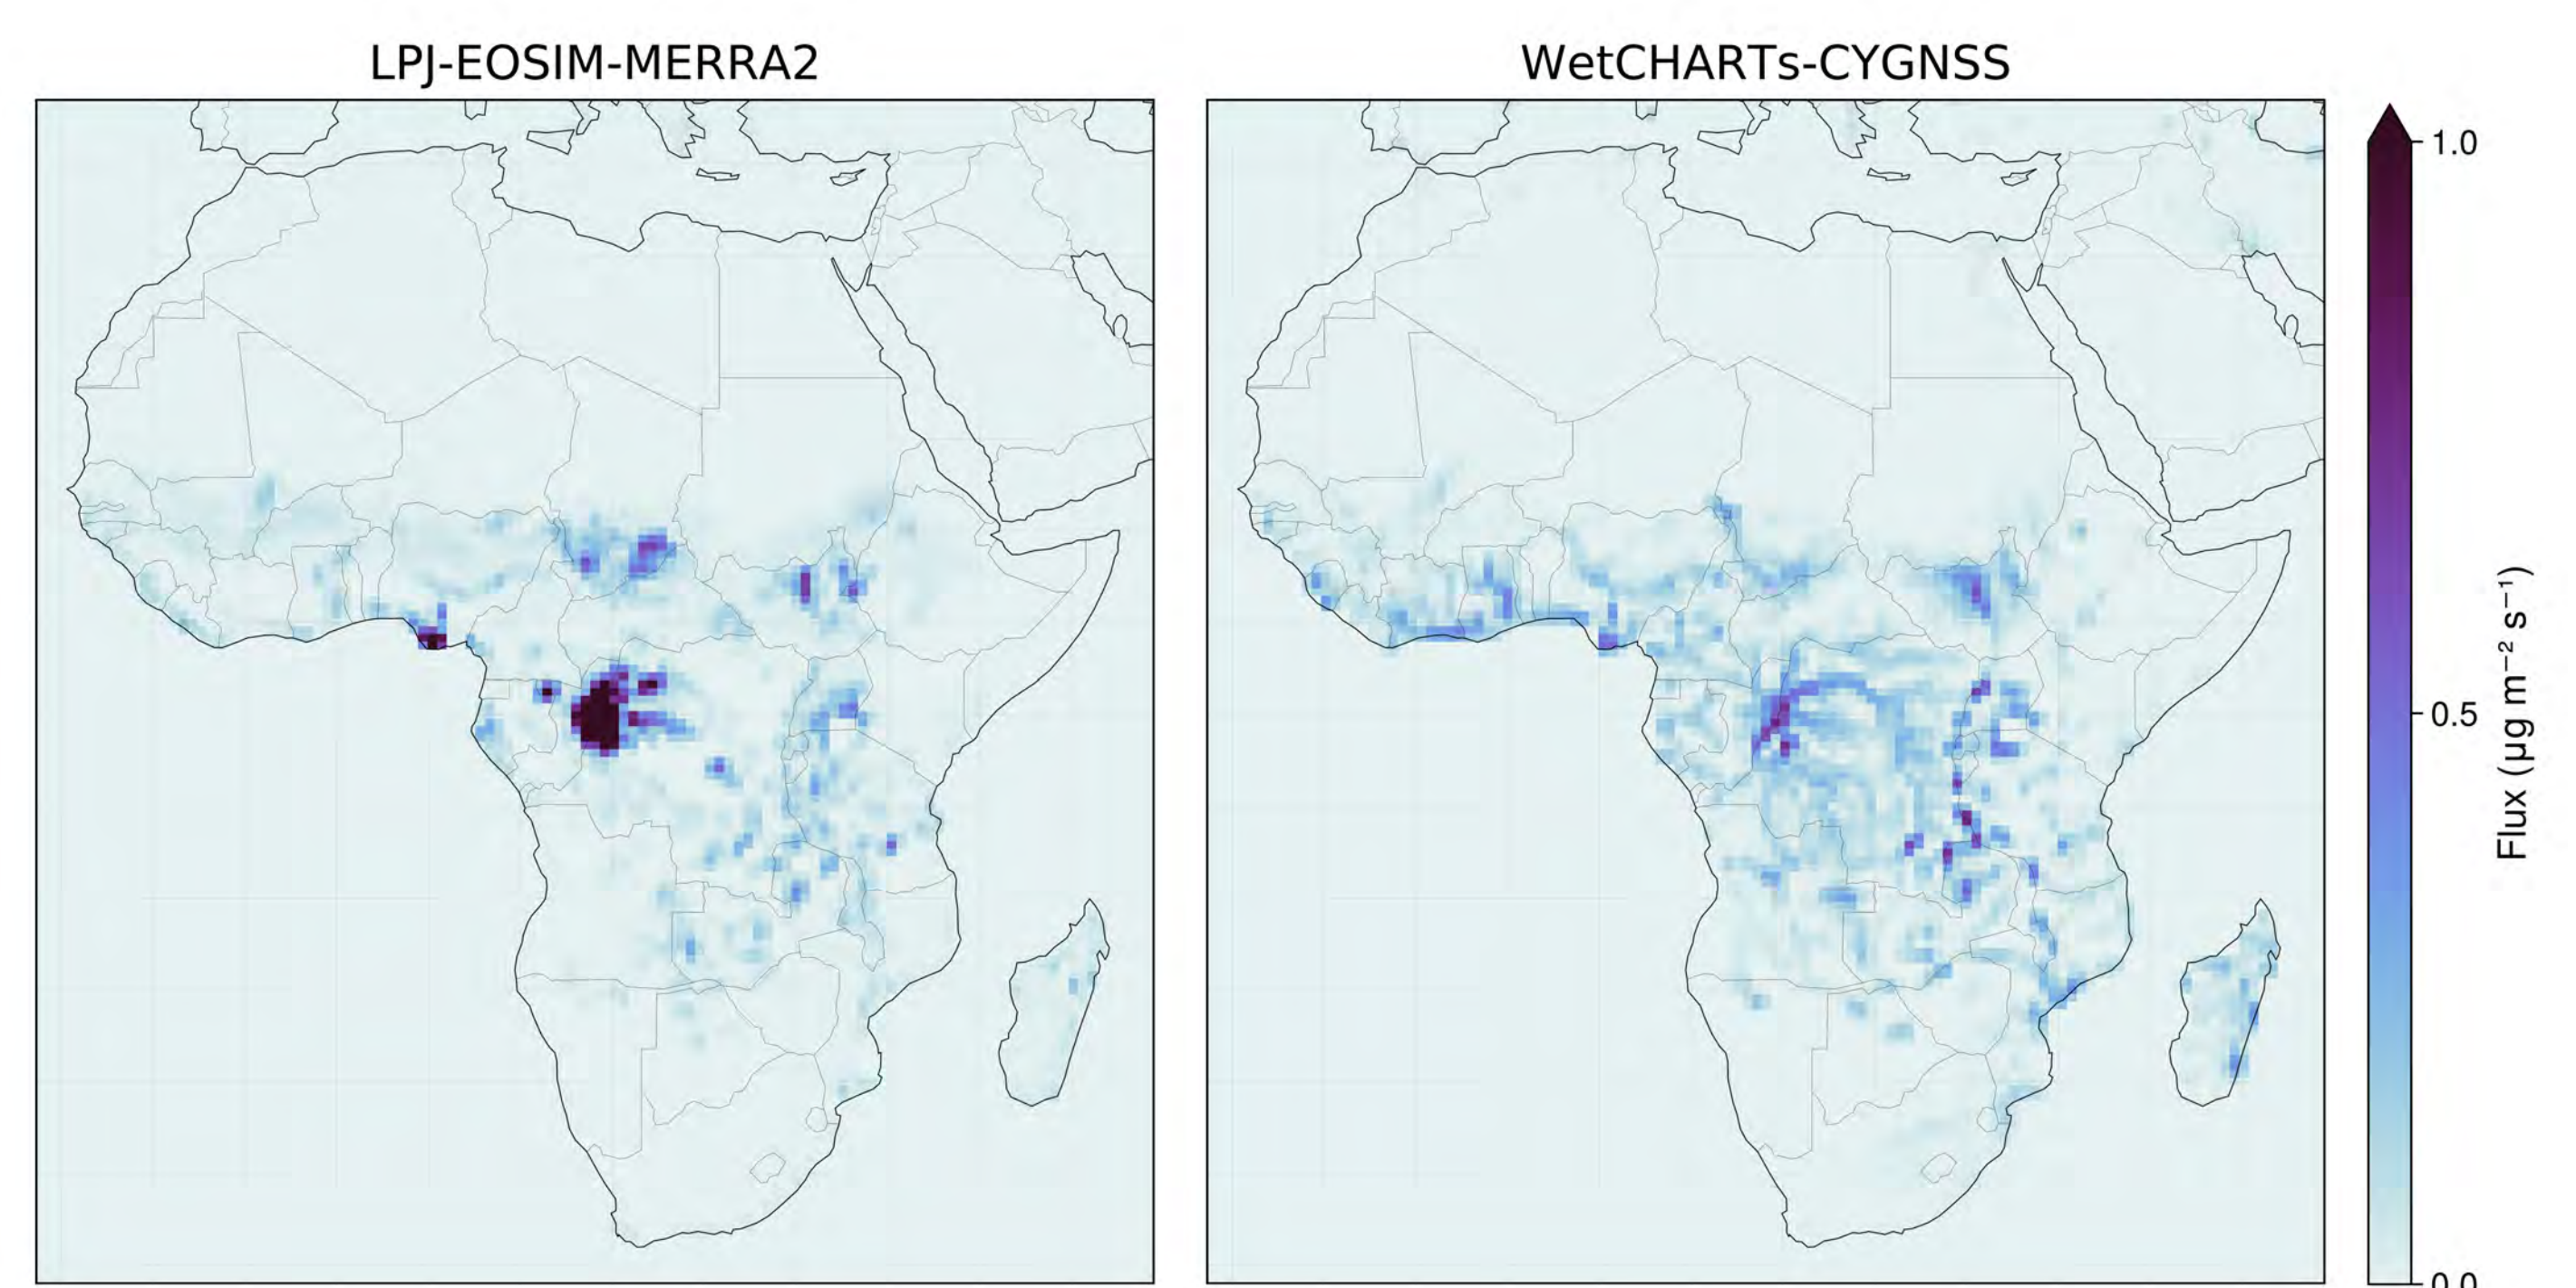 LPJ-EOSIM-MERRA2
WetCHARTs-CYGNSS
1.0
0.5
0.0
Flux (µg m⁻² s⁻¹)